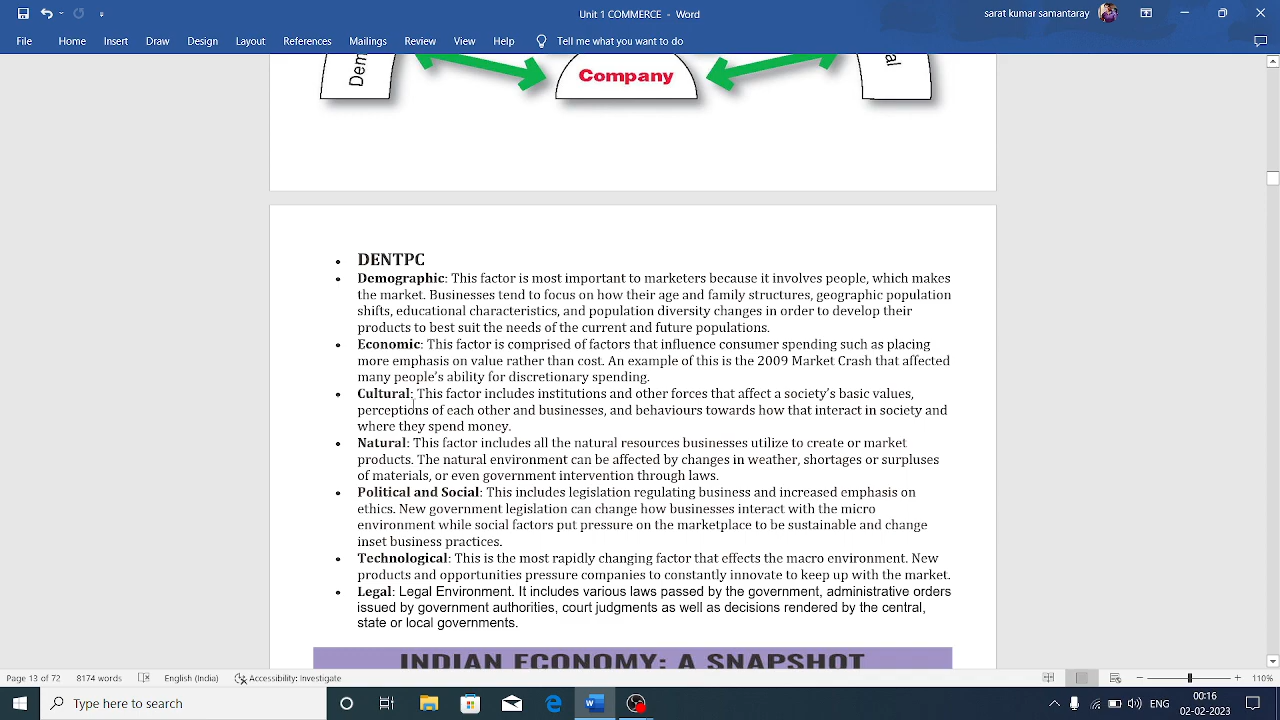 Unit 1 COMMERCE - Word
sarat kumar samantaray
File Home Insert Draw Design Layout References Mailings Review View Help Tell me what you want to do
Dem
Company
al
• DENTPC
• Demographic: This factor is most important to marketers because it involves people, which makes
the market. Businesses tend to focus on how their age and family structures, geographic population
shifts, educational characteristics, and population diversity changes in order to develop their
products to best suit the needs of the current and future populations.
• Economic: This factor is comprised of factors that influence consumer spending such as placing
more emphasis on value rather than cost. An example of this is the 2009 Market Crash that affected
many people's ability for discretionary spending.
• Cultural: This factor includes institutions and other forces that affect a society's basic values,
perceptions of each other and businesses, and behaviours towards how that interact in society and
where they spend money.
• Natural: This factor includes all the natural resources businesses utilize to create or market
products. The natural environment can be affected by changes in weather, shortages or surpluses
of materials, or even government intervention through laws.
• Political and Social: This includes legislation regulating business and increased emphasis on
ethics. New government legislation can change how businesses interact with the micro
environment while social factors put pressure on the marketplace to be sustainable and change
inset business practices.
• Technological: This is the most rapidly changing factor that effects the macro environment. New
products and opportunities pressure companies to constantly innovate to keep up with the market.
• Legal: Legal Environment. It includes various laws passed by the government, administrative orders
issued by government authorities, court judgments as well as decisions rendered by the central,
state or local governments.
INDIAN ECONOMY: A SNAPSHOT
Page 13 of 72 8174 words English (India) Accessibility: Investigate 110%
Type here to search
ENG
00:16
02-02-2023